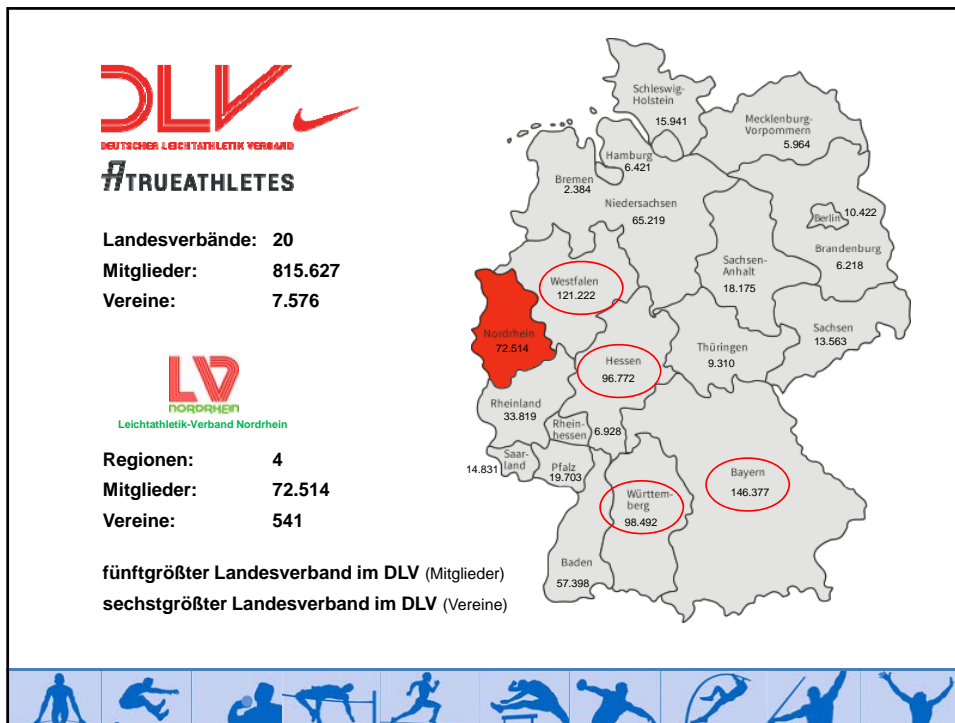 DLV
DEUTSCHER LEICHTATHLETIK VERBAND
TRUEATHLETES
Landesverbände: 20
Mitglieder: 815.627
Vereine: 7.576
LV
NORDRHEIN
Leichtathletik-Verband Nordrhein
Regionen: 4
Mitglieder: 72.514
Vereine: 541
fünftgrößter Landesverband im DLV (Mitglieder)
sechstgrößter Landesverband im DLV (Vereine)
Schleswig-
Holstein
15.941
Mecklenburg-
Vorpommern
5.964
Hamburg
6.421
Bremen
2.384
Niedersachsen
65.219
Berlin
10.422
Brandenburg
6.218
Sachsen-
Anhalt
18.175
Westfalen
121.222
Nordrhein
72.514
Hessen
96.772
Thüringen
9.310
Sachsen
13.563
Rheinland
33.819
Rhein-
hessen
6.928
Saar-
land
14.831
Pfalz
19.703
Württem-
berg
98.492
Bayern
146.377
Baden
57.398